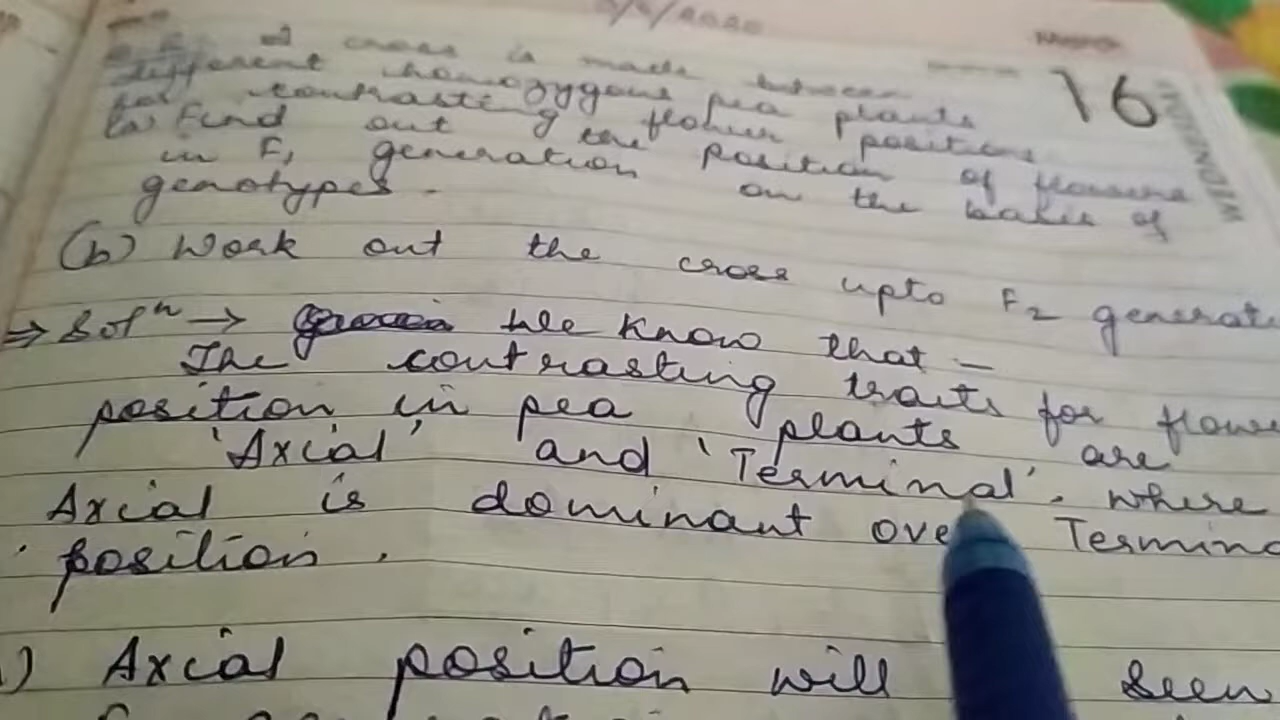 16
WEDNESDAY
A cross is made between
different homozygous pea plants
for contrasting flower positions
(a) Find out the position of flowers
in F1 generation on the basis of
genotypes.
(b) Work out the cross upto F2 generat
⇒ Solⁿ → We know that –
The contrasting traits for flowe
position in pea plants are
'Axial' and 'Terminal'. where
Axial is dominant ove Termina
position.
) Axial position will seen